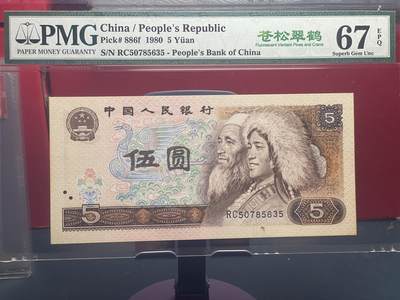 PMG
PAPER MONEY GUARANTY
China / People's Republic
Pick# 886f 1980 5 Yüan
S/N RC50785635 - People's Bank of China
苍松翠鹤
Fluorescent Verdant Pines and Crane
67 EPQ
Superb Gem Unc
中国人民银行
5
伍圆
RC50785635
5
5